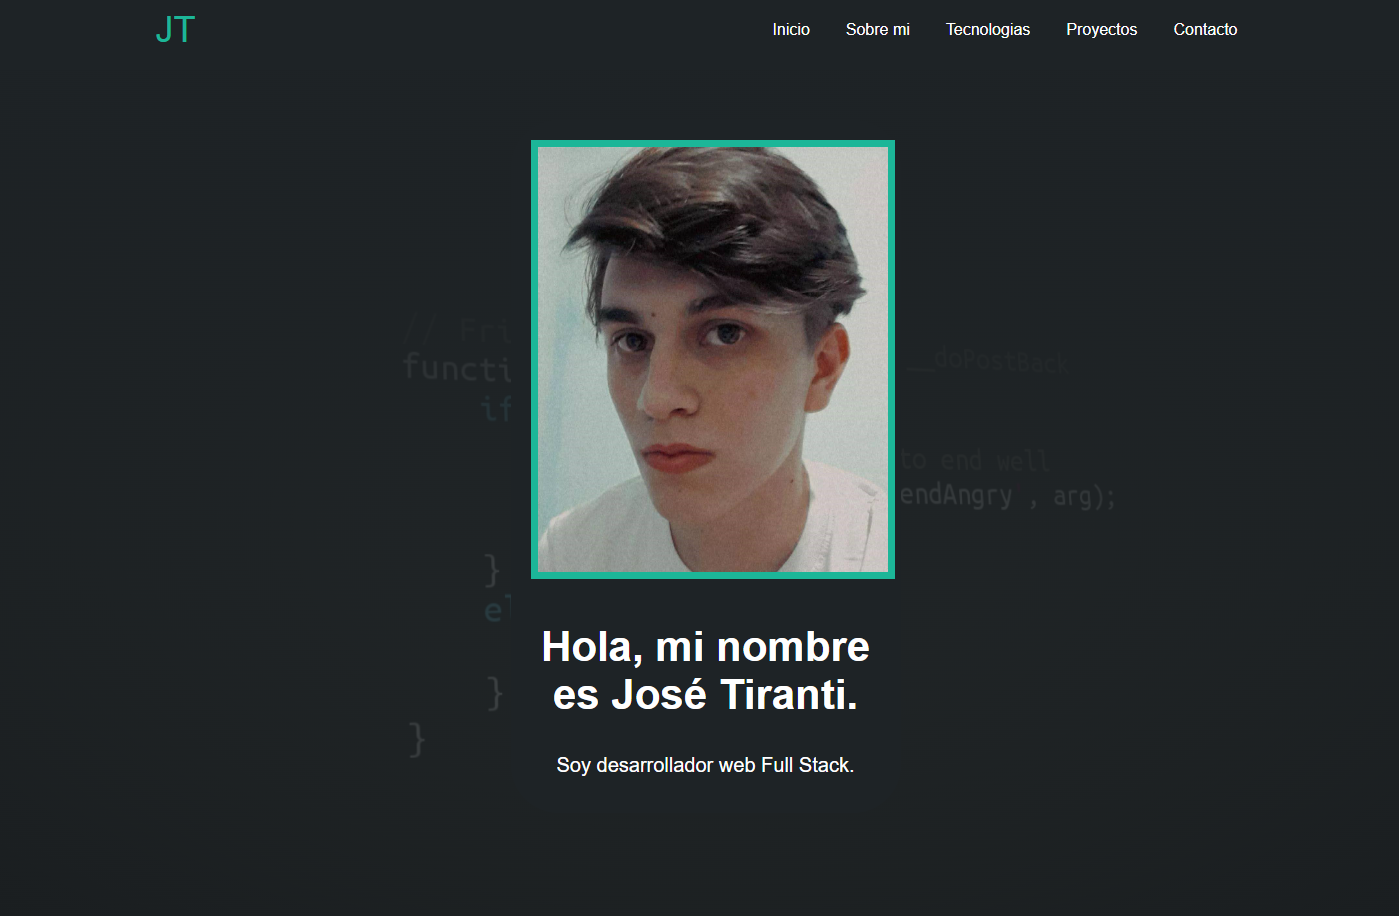 JT
Inicio Sobre mi Tecnologias Proyectos Contacto
// Fri
functi
__doPostBack
if
to end well
endAngry , arg);
}
el
}
}
Hola, mi nombre
es José Tiranti.
Soy desarrollador web Full Stack.